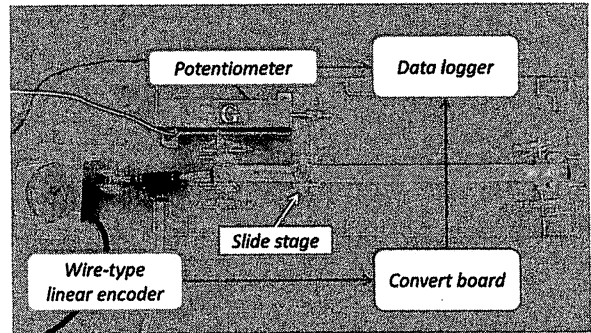 Potentiometer
Data logger
G
Slide stage
Wire-type
linear encoder
Convert board